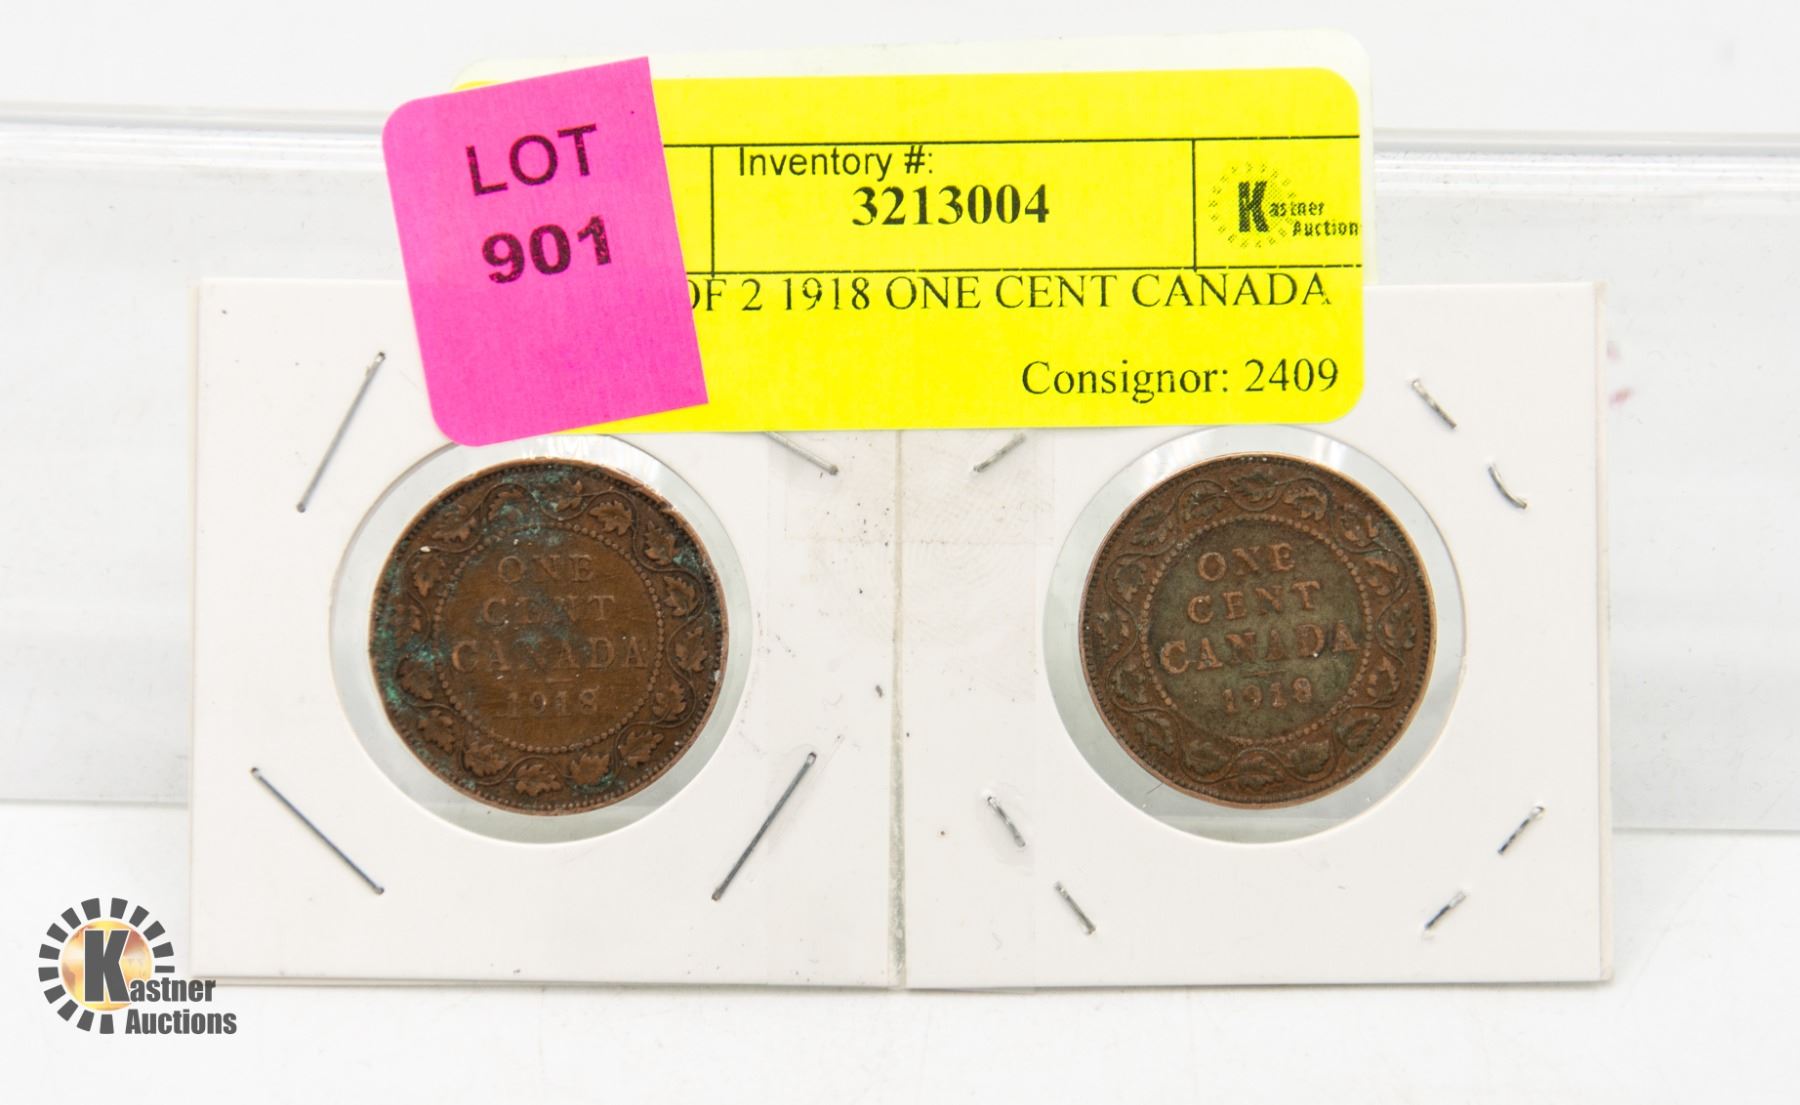 LOT
901
Inventory #:
3213004
Kastner
Auction
OF 2 1918 ONE CENT CANADA
Consignor: 2409
ONE
CENT
CANADA
1918
ONE
CENT
CANADA
1918
Kastner
Auctions